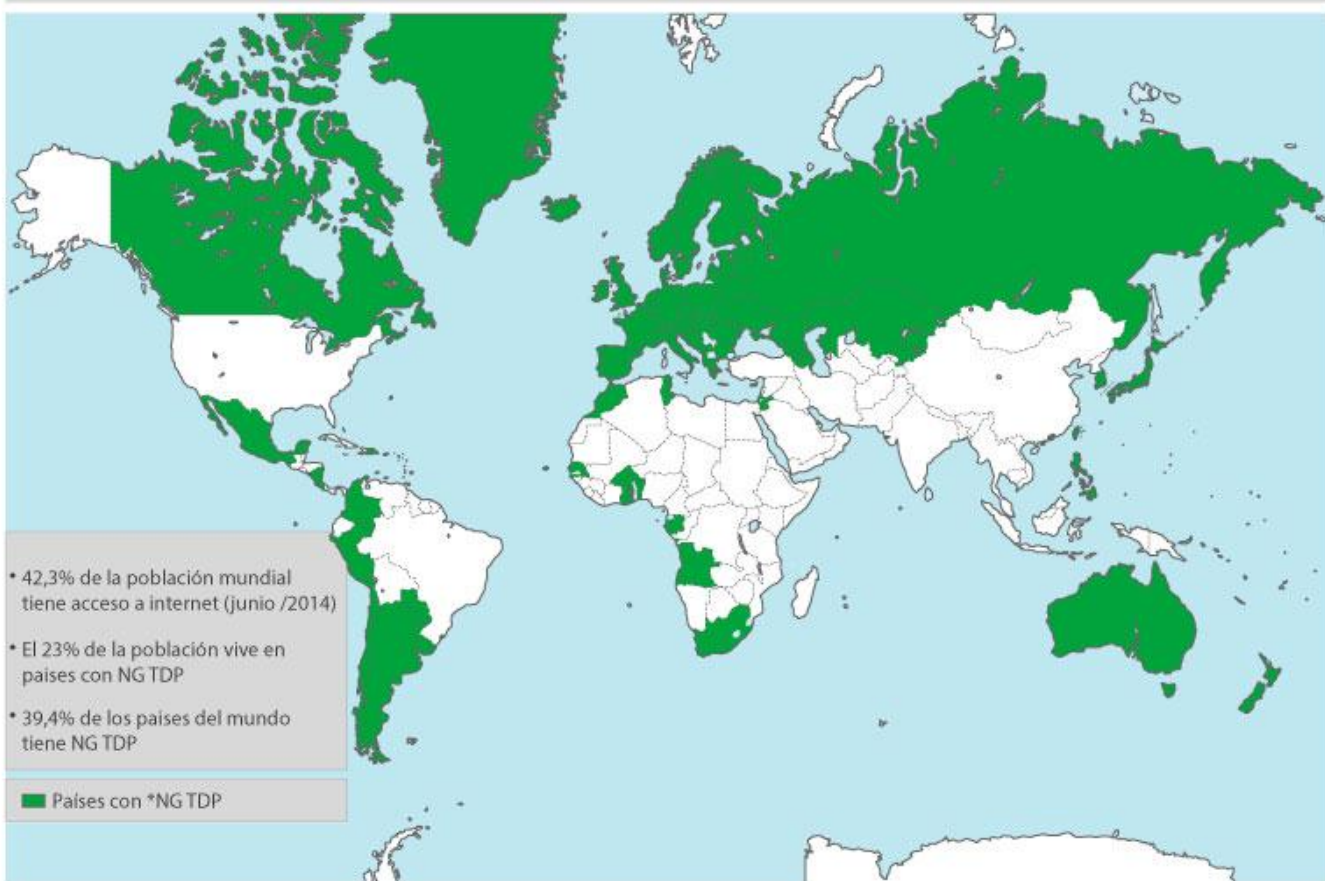 • 42,3% de la población mundial
tiene acceso a internet (junio /2014)
• El 23% de la población vive en
paises con NG TDP
• 39,4% de los paises del mundo
tiene NG TDP
Países con *NG TDP